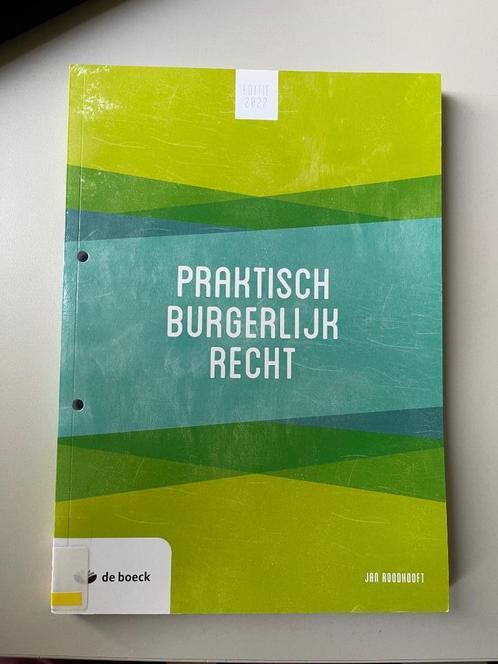 EDITIE
2022
PRAKTISCH
BURGERLIJK
RECHT
de boeck
JAN ROODHOOFT